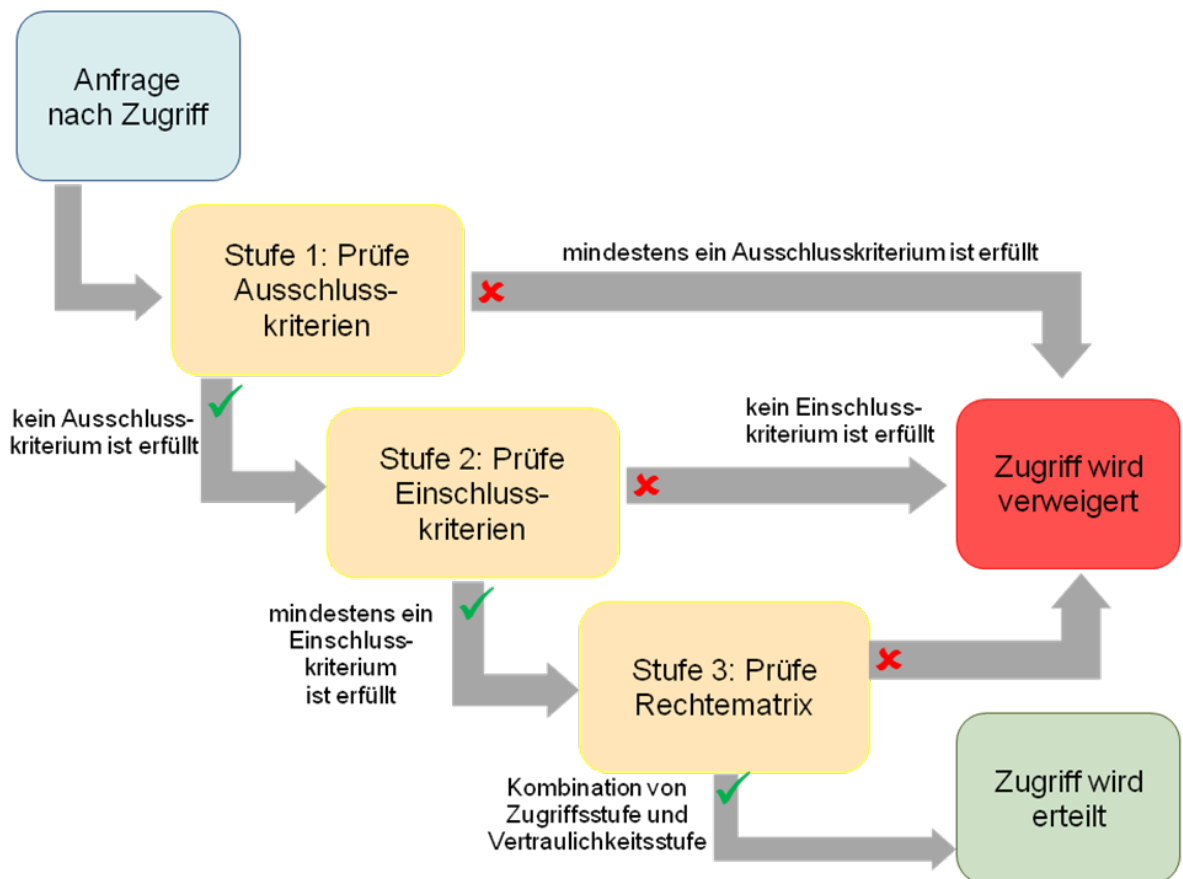 Anfrage
nach Zugriff
Stufe 1: Prüfe
Ausschluss-
kriterien
mindestens ein Ausschlusskriterium ist erfüllt
kein Ausschluss-
kriterium ist erfüllt
Stufe 2: Prüfe
Einschluss-
kriterien
kein Einschluss-
kriterium ist erfüllt
Zugriff wird
verweigert
mindestens ein
Einschluss-
kriterium
ist erfüllt
Stufe 3: Prüfe
Rechtematrix
Kombination von
Zugriffsstufe und
Vertraulichkeitsstufe
Zugriff wird
erteilt